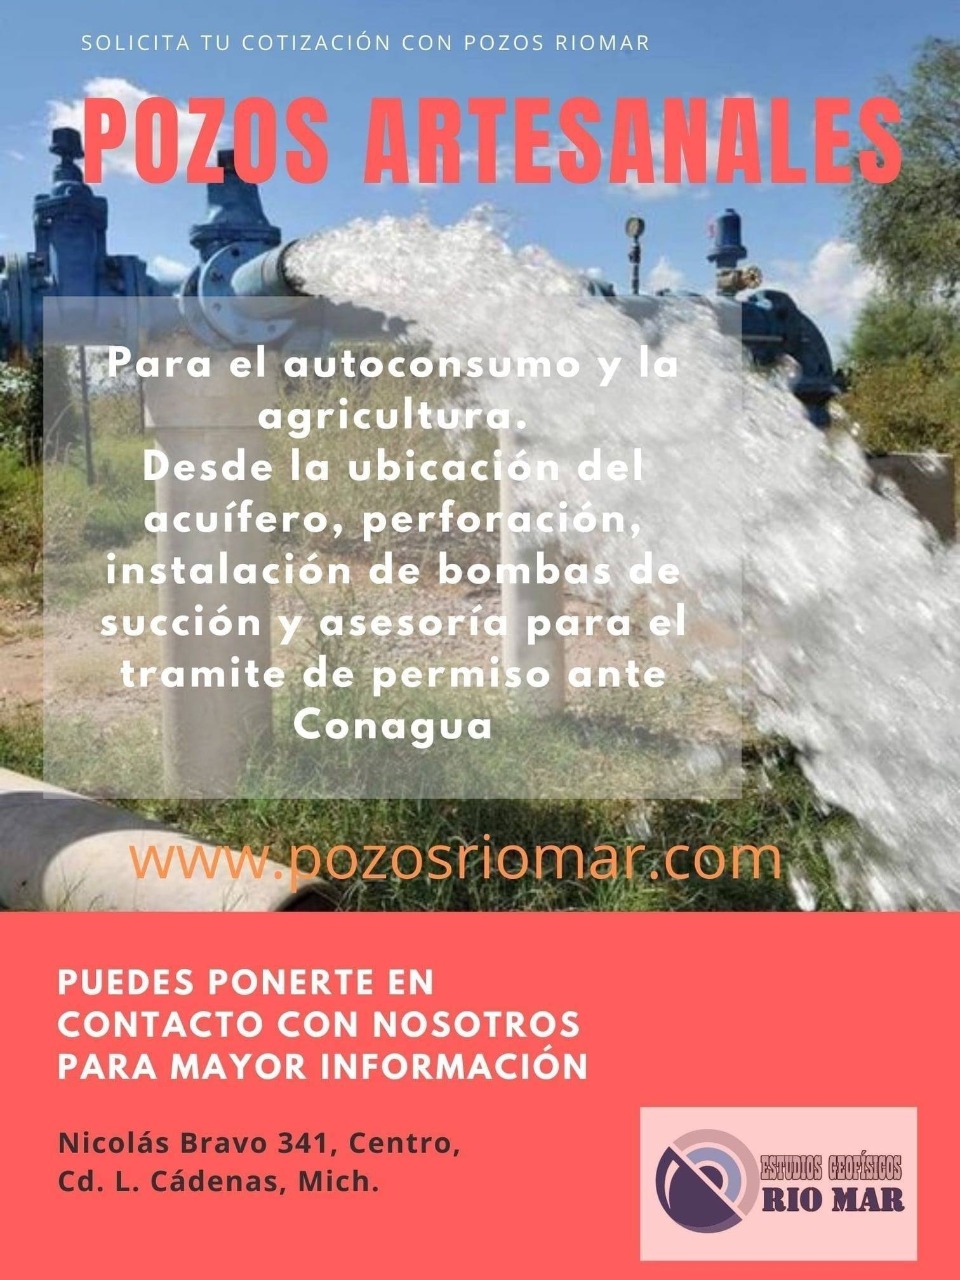 SOLICITA TU COTIZACIÓN CON POZOS RIOMAR
POZOS ARTESANALES
Para el autoconsumo y la
agricultura.
Desde la ubicación del
acuífero, perforación,
instalación de bombas de
succión y asesoría para el
tramite de permiso ante
Conagua
www.pozosriomar.com
PUEDES PONERTE EN
CONTACTO CON NOSOTROS
PARA MAYOR INFORMACIÓN
Nicolás Bravo 341, Centro,
Cd. L. Cádenas, Mich.
ESTUDIOS GEOFÍSICOS
RIO MAR